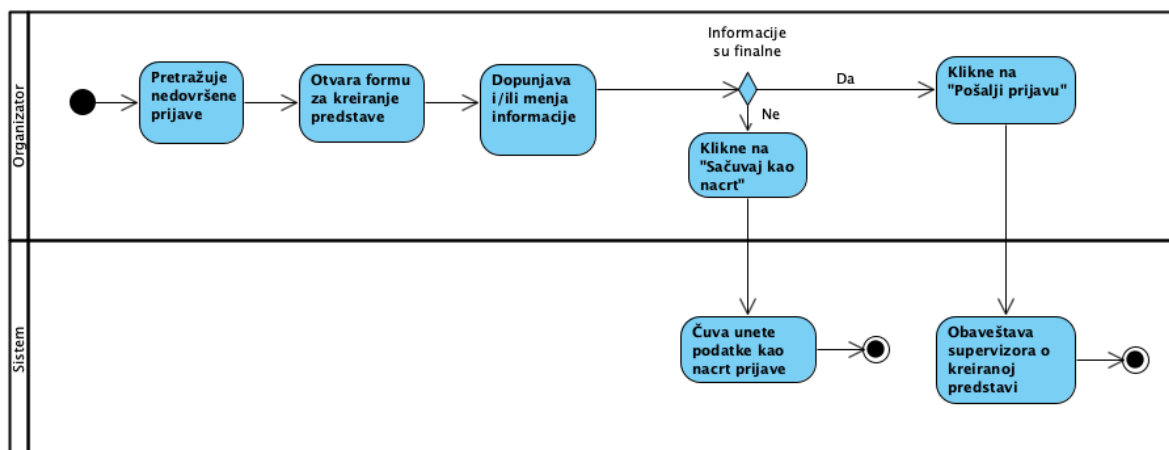 Organizator
Pretražuje
nedovršene
prijave
Otvara formu
za kreiranje
predstave
Dopunjava
i/ili menja
informacije
Informacije
su finalne
Da
Ne
Klikne na
"Pošalji prijavu"
Klikne na
"Sačuvaj kao
nacrt"
Sistem
Čuva unete
podatke kao
nacrt prijave
Obaveštava
supervizora o
kreiranoj
predstavi